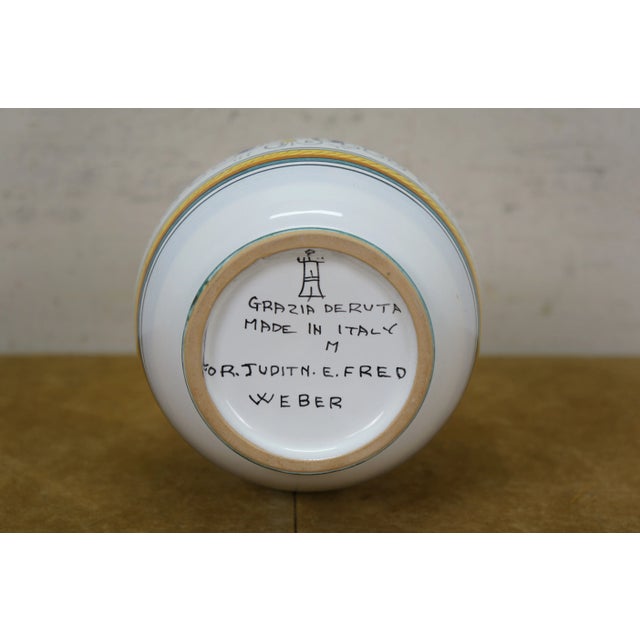 GRAZIA DERUTA
MADE IN ITALY
M
FOR. JUDITN. E. FRED
WEBER